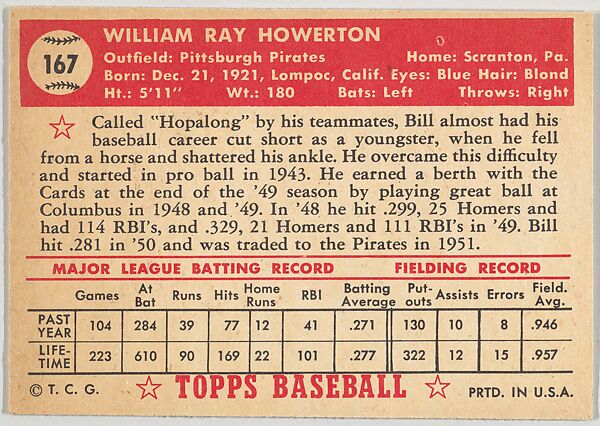 167
WILLIAM RAY HOWERTON
Outfield: Pittsburgh Pirates Home: Scranton, Pa.
Born: Dec. 21, 1921, Lompoc, Calif. Eyes: Blue Hair: Blond
Ht.: 5'11" Wt.: 180 Bats: Left Throws: Right
Called "Hopalong" by his teammates, Bill almost had his
baseball career cut short as a youngster, when he fell
from a horse and shattered his ankle. He overcame this difficulty
and started in pro ball in 1943. He earned a berth with the
Cards at the end of the '49 season by playing great ball at
Columbus in 1948 and '49. In '48 he hit .299, 25 Homers and
had 114 RBI's, and .329, 21 Homers and 111 RBI's in '49. Bill
hit .281 in '50 and was traded to the Pirates in 1951.
MAJOR LEAGUE BATTING RECORD FIELDING RECORD
Games At Bat Runs Hits Home Runs RBI Batting Average Put-outs Assists Errors Field. Avg.
PAST YEAR 104 284 39 77 12 41 .271 130 10 8 .946
LIFE-TIME 223 610 90 169 22 101 .277 322 12 15 .957
© T. C. G. TOPPS BASEBALL PRTD. IN U.S.A.